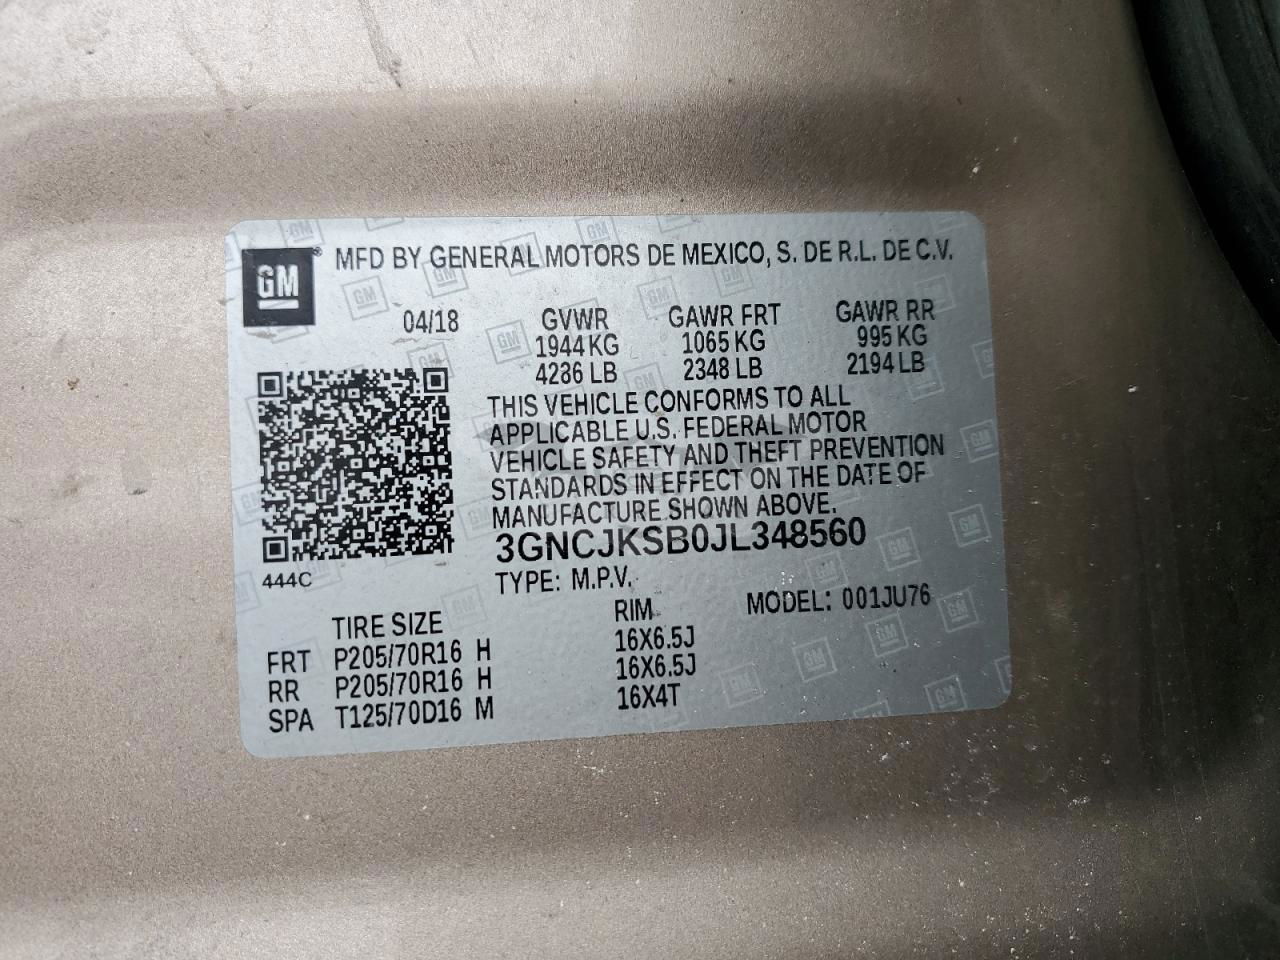 GM
MFD BY GENERAL MOTORS DE MEXICO, S. DE R.L. DE C.V.
04/18 GVWR GAWR FRT GAWR RR
1944 KG 1065 KG 995 KG
4286 LB 2348 LB 2194 LB
THIS VEHICLE CONFORMS TO ALL
APPLICABLE U.S. FEDERAL MOTOR
VEHICLE SAFETY AND THEFT PREVENTION
STANDARDS IN EFFECT ON THE DATE OF
MANUFACTURE SHOWN ABOVE.
3GNCJKSB0JL348560
444C
TYPE: M.P.V.
TIRE SIZE RIM MODEL: 001JU76
FRT P205/70R16 H 16X6.5J
RR P205/70R16 H 16X6.5J
SPA T125/70D16 M 16X4T